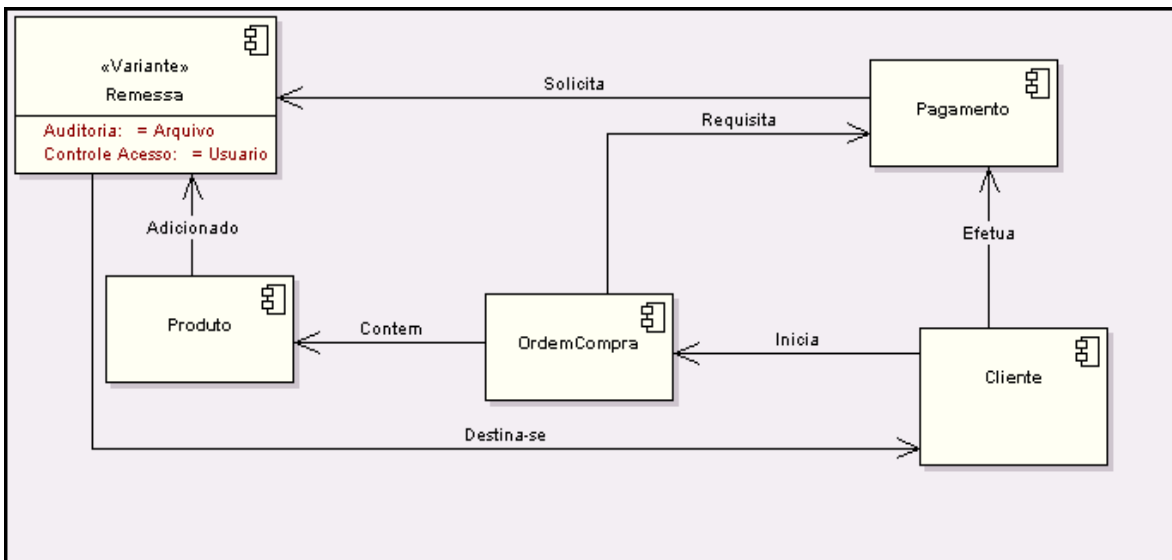 «Variante»
Remessa
Auditoria: = Arquivo
Controle Acesso: = Usuario
Solicita
Pagamento
Requisita
Adicionado
Efetua
Produto
Contem
OrdemCompra
Inicia
Cliente
Destina-se